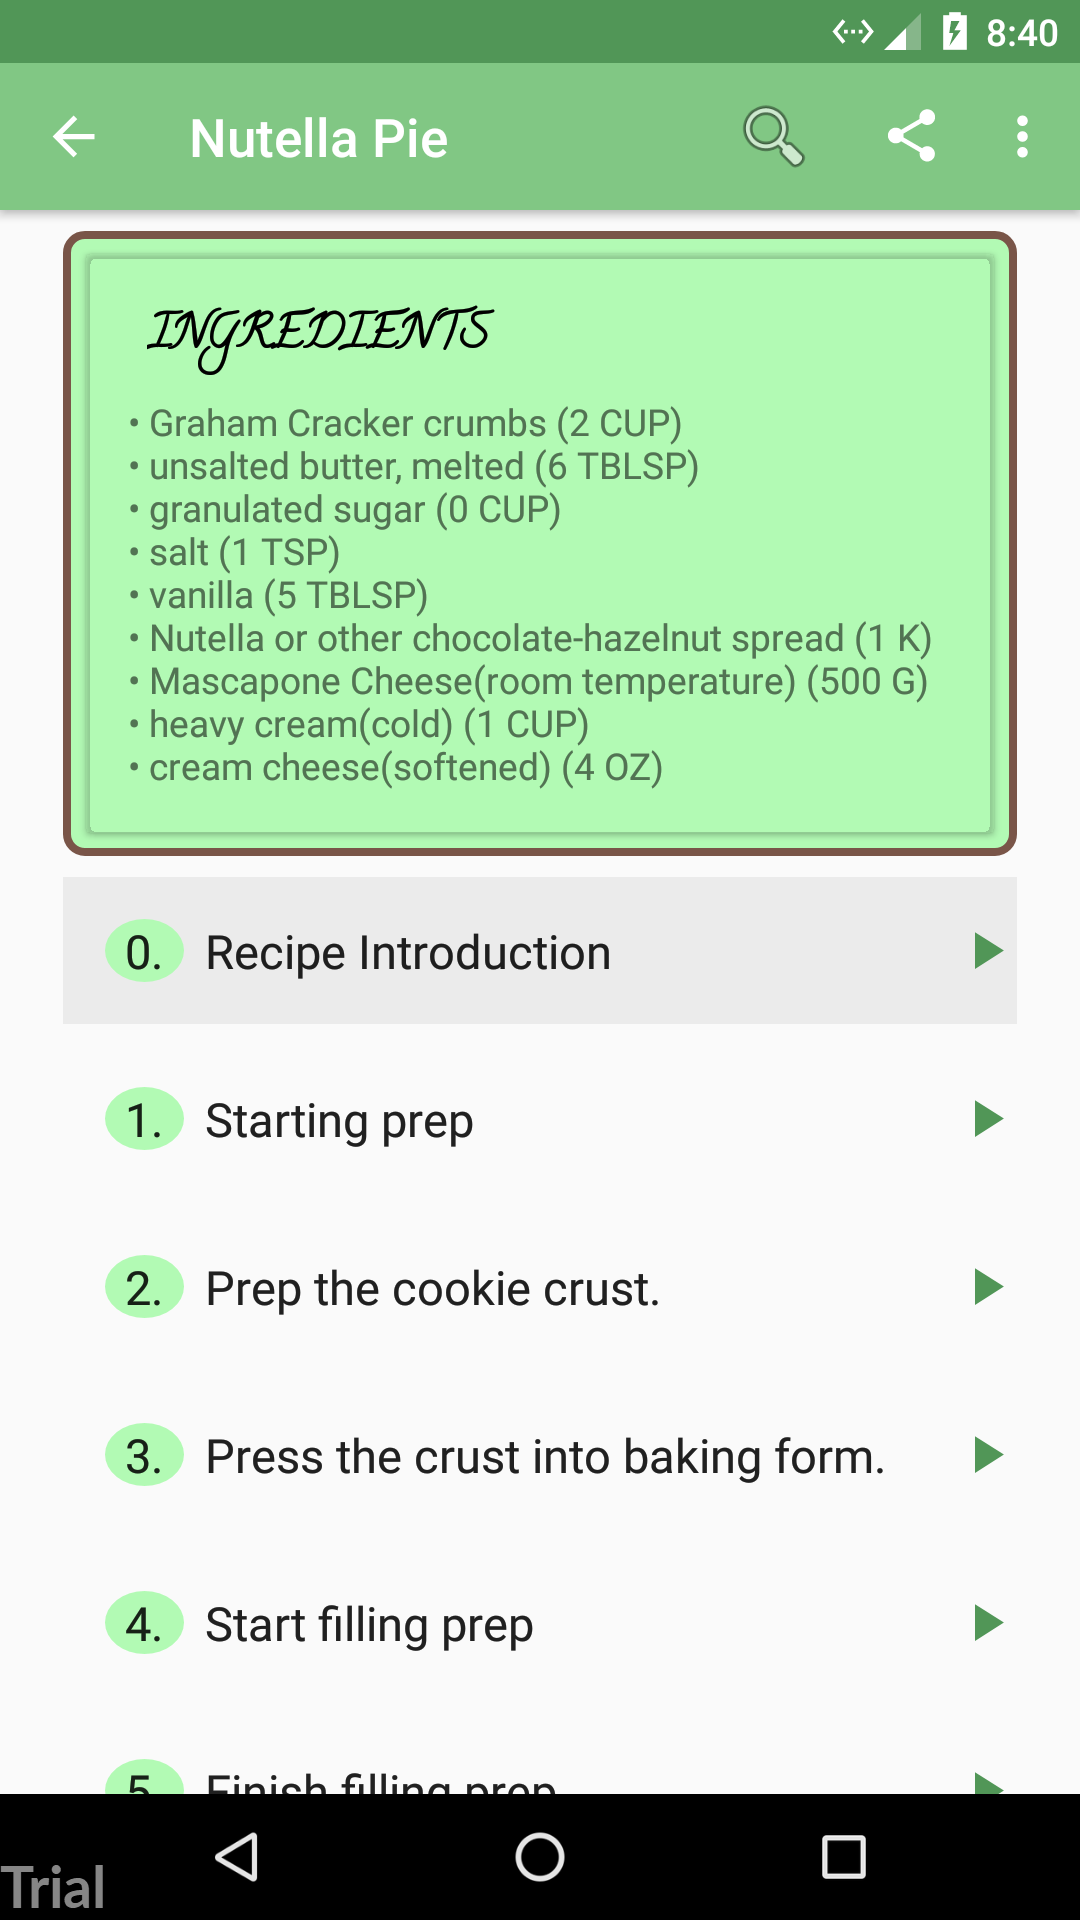 8:40
Nutella Pie
INGREDIENTS
• Graham Cracker crumbs (2 CUP)
• unsalted butter, melted (6 TBLSP)
• granulated sugar (0 CUP)
• salt (1 TSP)
• vanilla (5 TBLSP)
• Nutella or other chocolate-hazelnut spread (1 K)
• Mascapone Cheese(room temperature) (500 G)
• heavy cream(cold) (1 CUP)
• cream cheese(softened) (4 OZ)
0. Recipe Introduction
1. Starting prep
2. Prep the cookie crust.
3. Press the crust into baking form.
4. Start filling prep
5. Finish filling prep
Trial